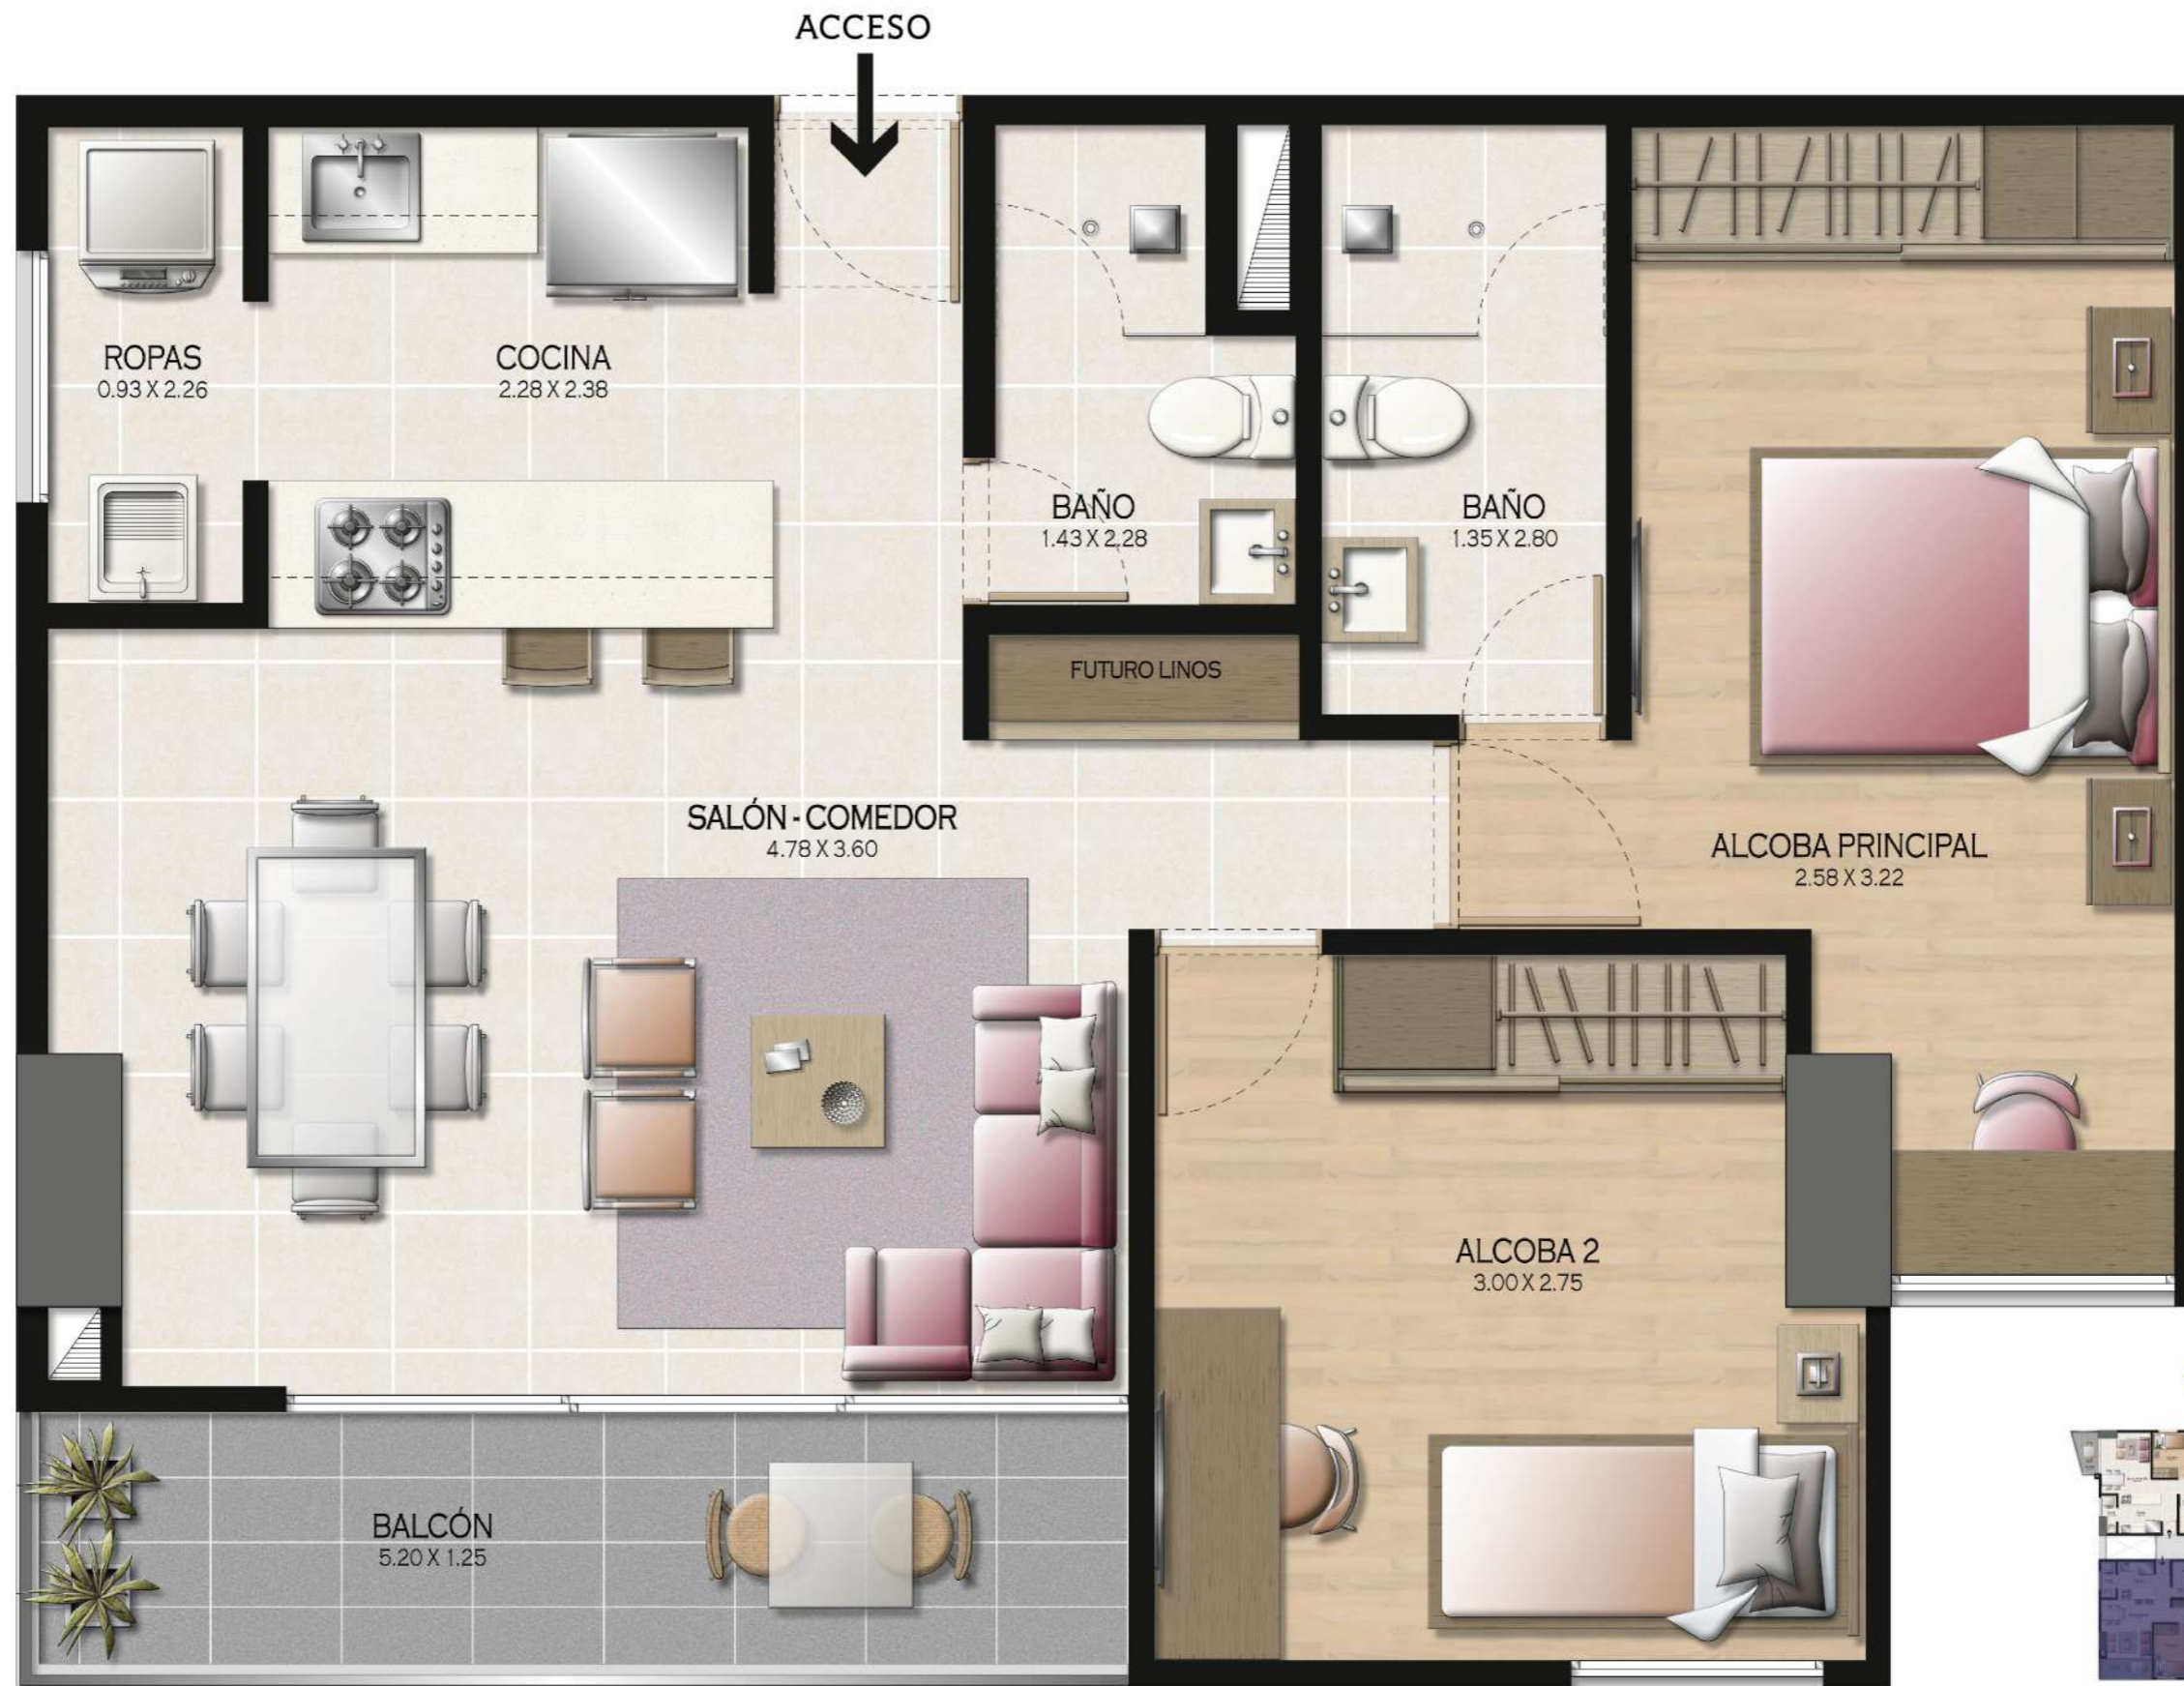 ACCESO
ROPAS
0.93 X 2.26
COCINA
2.28 X 2.38
BAÑO
1.43 X 2.28
BAÑO
1.35 X 2.80
FUTURO LINOS
SALÓN - COMEDOR
4.78 X 3.60
ALCOBA PRINCIPAL
2.58 X 3.22
ALCOBA 2
3.00 X 2.75
BALCÓN
5.20 X 1.25